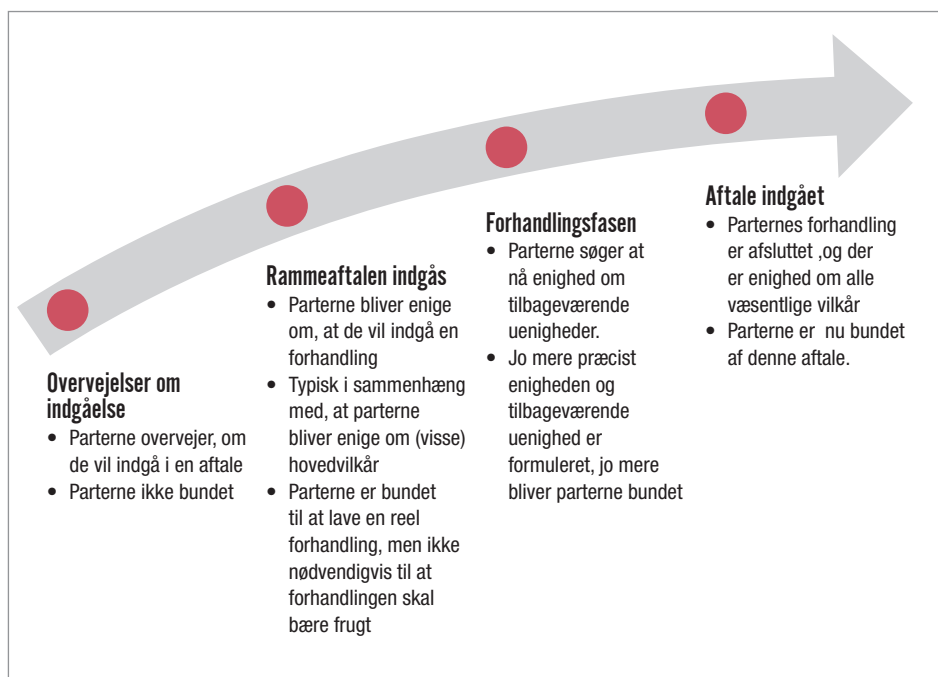 Overvejelser om
indgåelse
• Parterne overvejer, om
de vil indgå i en aftale
• Parterne ikke bundet
Rammeaftalen indgås
• Parterne bliver enige
om, at de vil indgå en
forhandling
• Typisk i sammenhæng
med, at parterne
bliver enige om (visse)
hovedvilkår
• Parterne er bundet
til at lave en reel
forhandling, men ikke
nødvendigvis til at
forhandlingen skal
bære frugt
Forhandlingsfasen
• Parterne søger at
nå enighed om
tilbageværende
uenigheder.
• Jo mere præcist
enigheden og
tilbageværende
uenighed er
formuleret, jo mere
bliver parterne bundet
Aftale indgået
• Parternes forhandling
er afsluttet ,og der
er enighed om alle
væsentlige vilkår
• Parterne er nu bundet
af denne aftale.